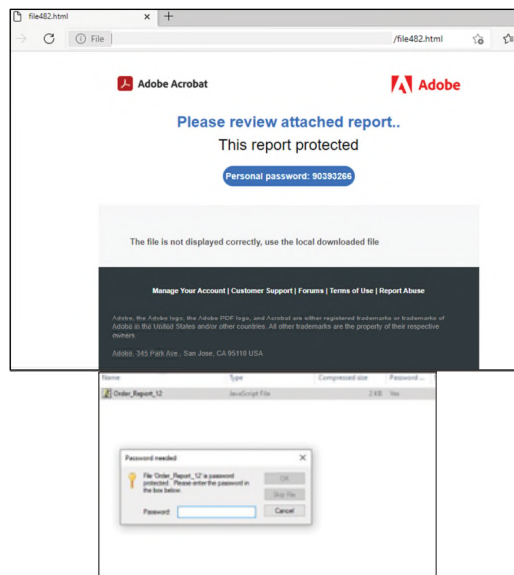 file482.html
File
/file482.html
Adobe Acrobat
Adobe
Please review attached report..
This report protected
Personal password: 90393266
The file is not displayed correctly, use the local downloaded file
Manage Your Account | Customer Support | Forums | Terms of Use | Report Abuse
Adobe, the Adobe logo, the Adobe PDF logo, and Acrobat are either registered trademarks or trademarks of
Adobe in the United States and/or other countries. All other trademarks are the property of their respective
owners.
Adobe, 345 Park Ave., San Jose, CA 95110 USA
Name Type Compressed size Password ...
Order_Report_12 JavaScript File 2 KB Yes
Password needed
File 'Order_Report_12' is password
protected. Please enter the password in
the box below.
OK
Skip File
Password:
Cancel